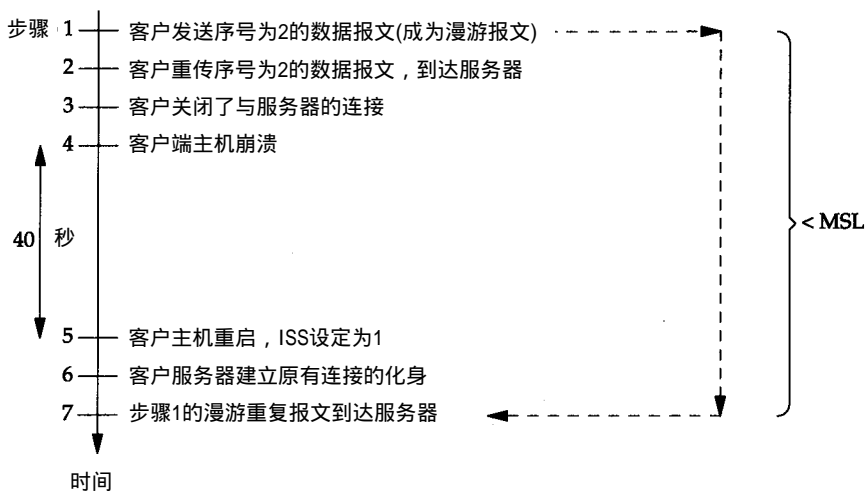 步骤 1 客户发送序号为2的数据报文(成为漫游报文)
2 客户重传序号为2的数据报文，到达服务器
3 客户关闭了与服务器的连接
4 客户端主机崩溃
< MSL
40 秒
5 客户主机重启，ISS设定为1
6 客户服务器建立原有连接的化身
7 步骤1的漫游重复报文到达服务器
时间